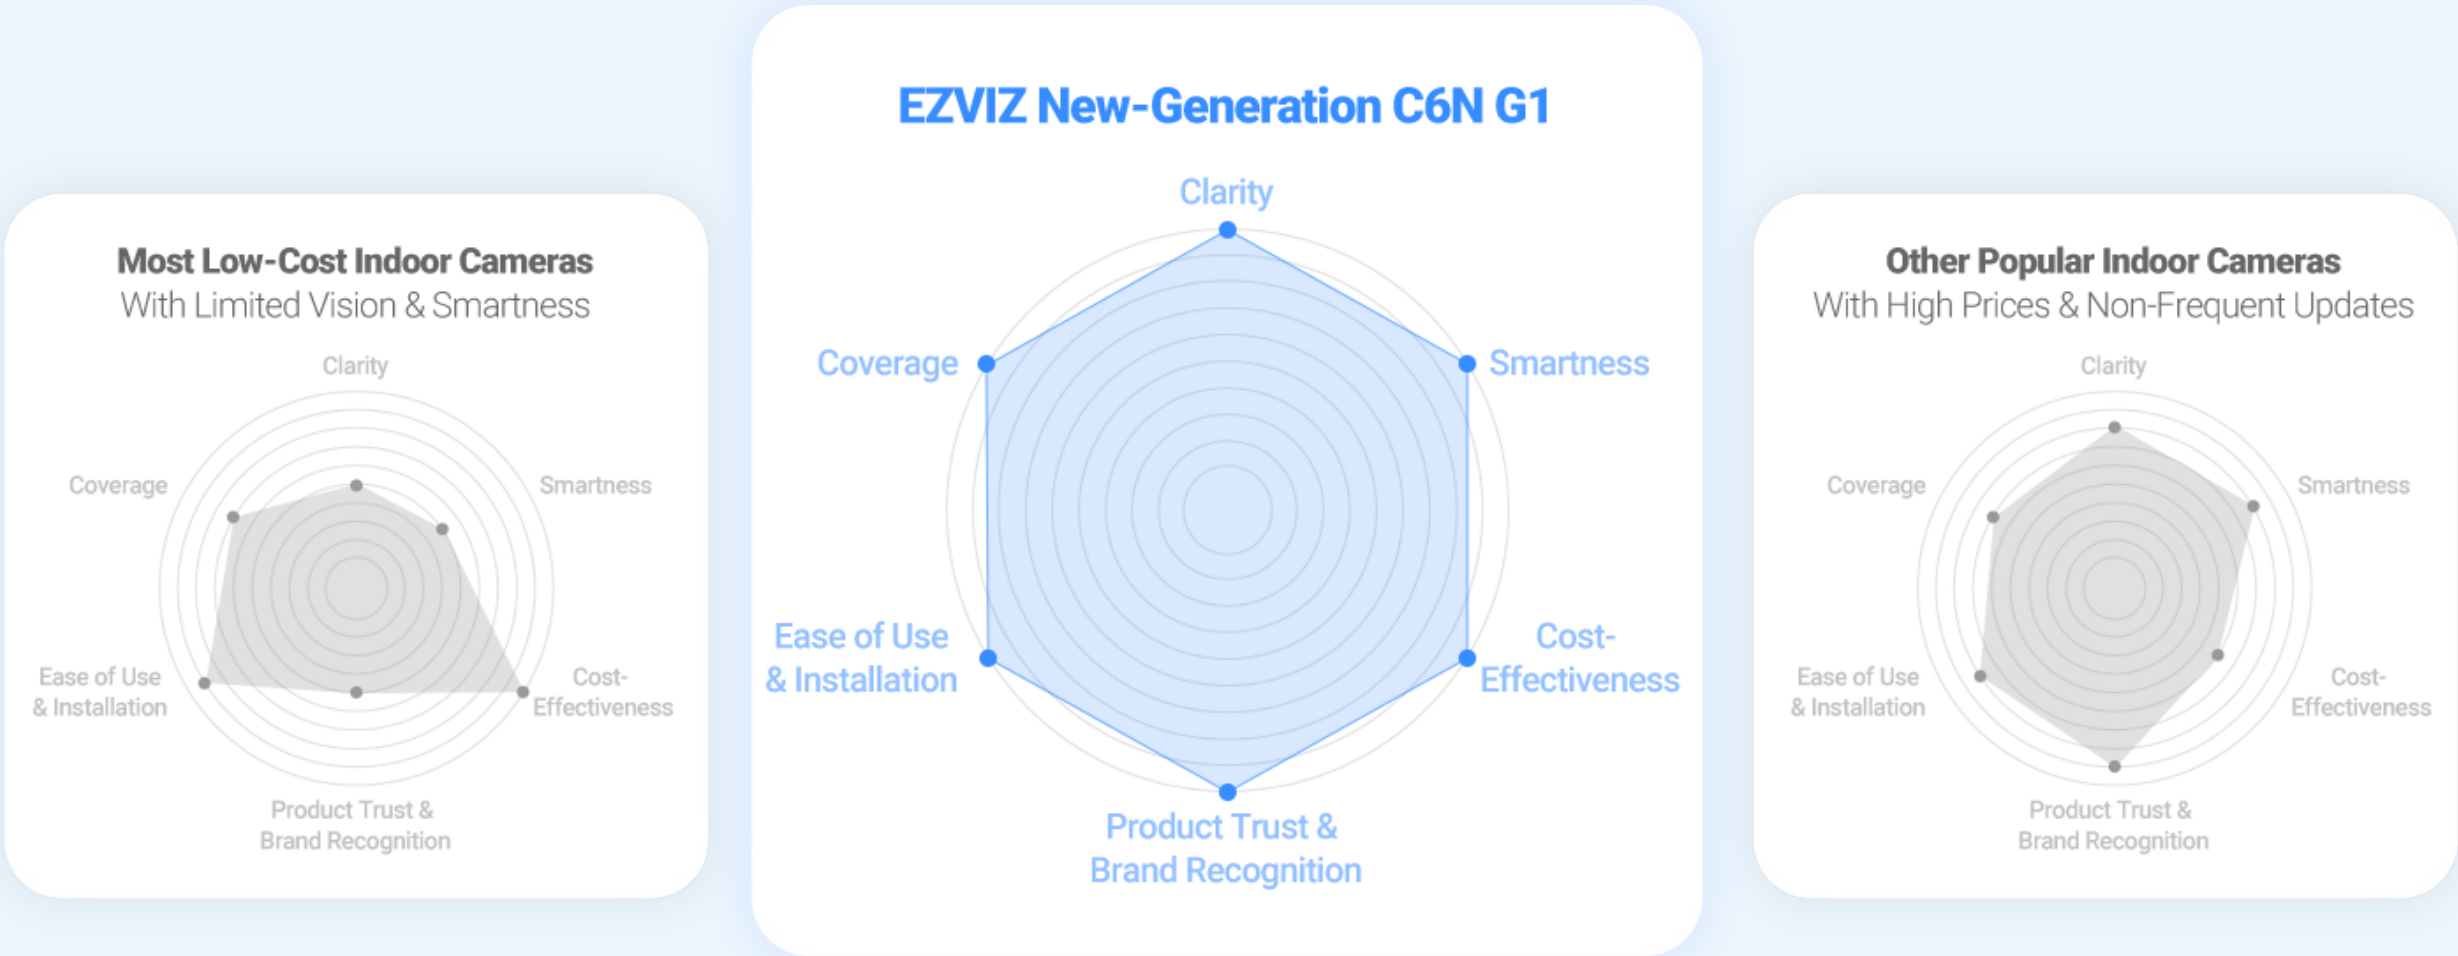 Most Low-Cost Indoor Cameras
With Limited Vision & Smartness
Clarity
Coverage
Smartness
Ease of Use
& Installation
Cost-
Effectiveness
Product Trust &
Brand Recognition
EZVIZ New-Generation C6N G1
Clarity
Coverage
Smartness
Ease of Use
& Installation
Cost-
Effectiveness
Product Trust &
Brand Recognition
Other Popular Indoor Cameras
With High Prices & Non-Frequent Updates
Clarity
Coverage
Smartness
Ease of Use
& Installation
Cost-
Effectiveness
Product Trust &
Brand Recognition